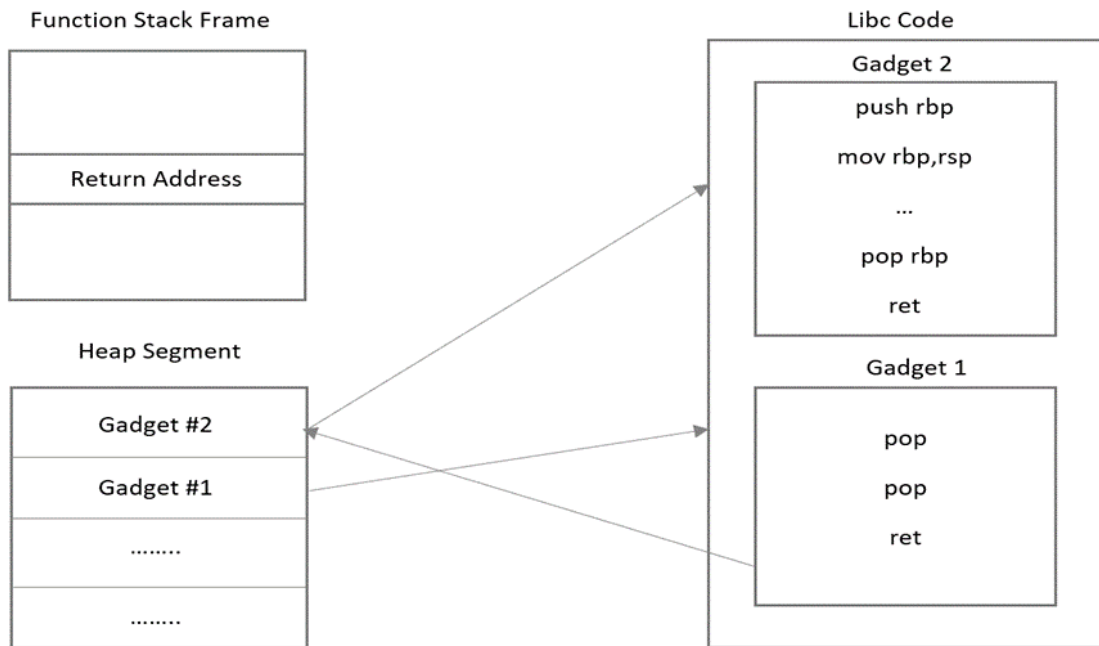 Function Stack Frame
Return Address
Heap Segment
Gadget #2
Gadget #1
........
........
Libc Code
Gadget 2
push rbp
mov rbp,rsp
...
pop rbp
ret
Gadget 1
pop
pop
ret